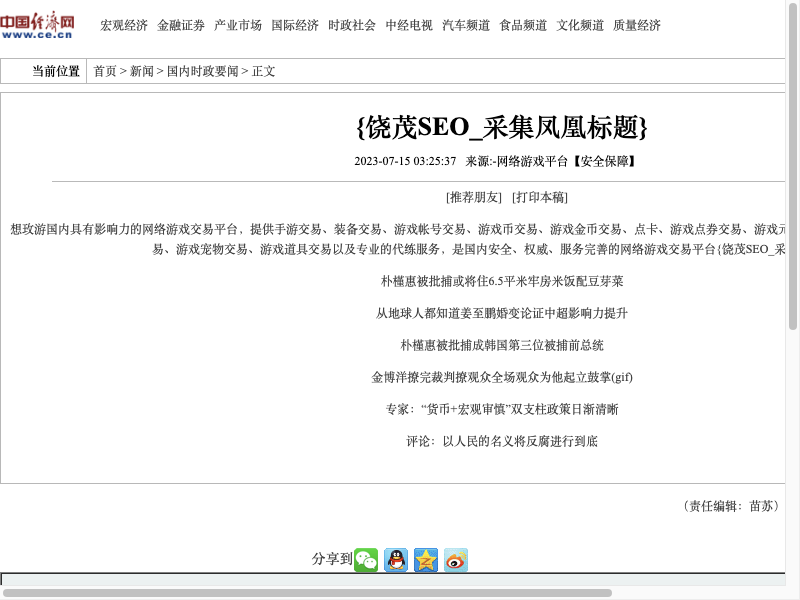 中国经济网
www.ce.cn
宏观经济 金融证券 产业市场 国际经济 时政社会 中经电视 汽车频道 食品频道 文化频道 质量经济
当前位置 首页 > 新闻 > 国内时政要闻 > 正文
{饶茂SEO_采集凤凰标题}
2023-07-15 03:25:37 来源:-网络游戏平台【安全保障】
[推荐朋友] [打印本稿]
想玫游国内具有影响力的网络游戏交易平台，提供手游交易、装备交易、游戏帐号交易、游戏币交易、游戏金币交易、点卡、游戏点券交易、游戏元
易、游戏宠物交易、游戏道具交易以及专业的代练服务，是国内安全、权威、服务完善的网络游戏交易平台{饶茂SEO_采
朴槿惠被批捕或将住6.5平米牢房米饭配豆芽菜
从地球人都知道姜至鹏婚变论证中超影响力提升
朴槿惠被批捕成韩国第三位被捕前总统
金博洋撩完裁判撩观众全场观众为他起立鼓掌(gif)
专家：“货币+宏观审慎”双支柱政策日渐清晰
评论：以人民的名义将反腐进行到底
（责任编辑：苗苏）
分享到